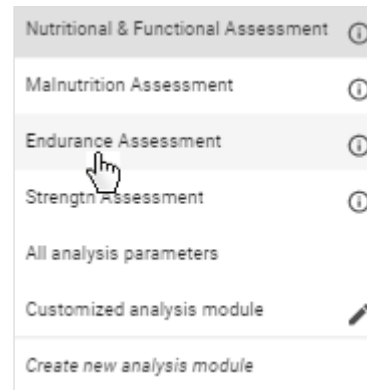 Nutritional & Functional Assessment
Malnutrition Assessment
Endurance Assessment
Strength Assessment
All analysis parameters
Customized analysis module
Create new analysis module